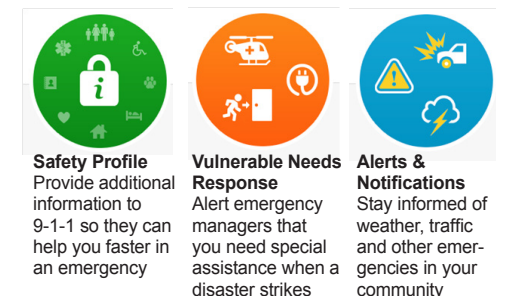 i
Safety Profile
Provide additional
information to
9-1-1 so they can
help you faster in
an emergency
Vulnerable Needs
Response
Alert emergency
managers that
you need special
assistance when a
disaster strikes
Alerts &
Notifications
Stay informed of
weather, traffic
and other emer-
gencies in your
community